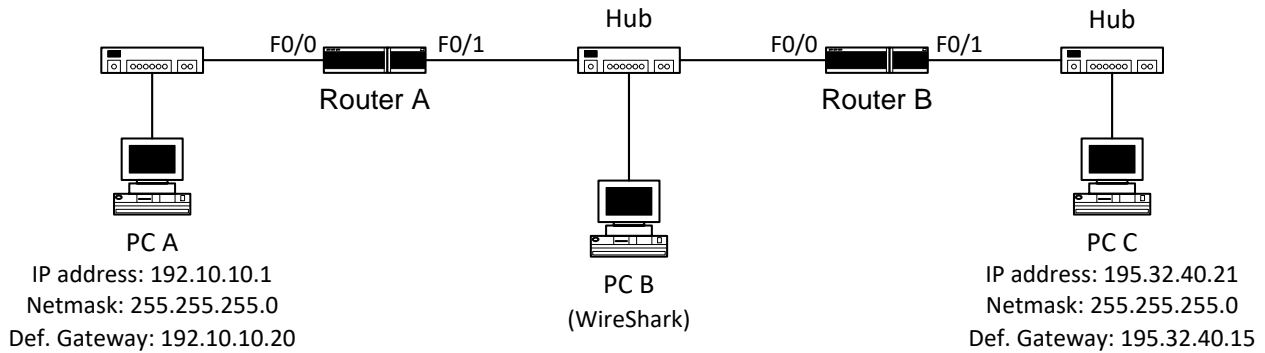 Hub
Hub
F0/0
F0/1
F0/0
F0/1
Router A
Router B
PC A
IP address: 192.10.10.1
Netmask: 255.255.255.0
Def. Gateway: 192.10.10.20
PC B
(WireShark)
PC C
IP address: 195.32.40.21
Netmask: 255.255.255.0
Def. Gateway: 195.32.40.15